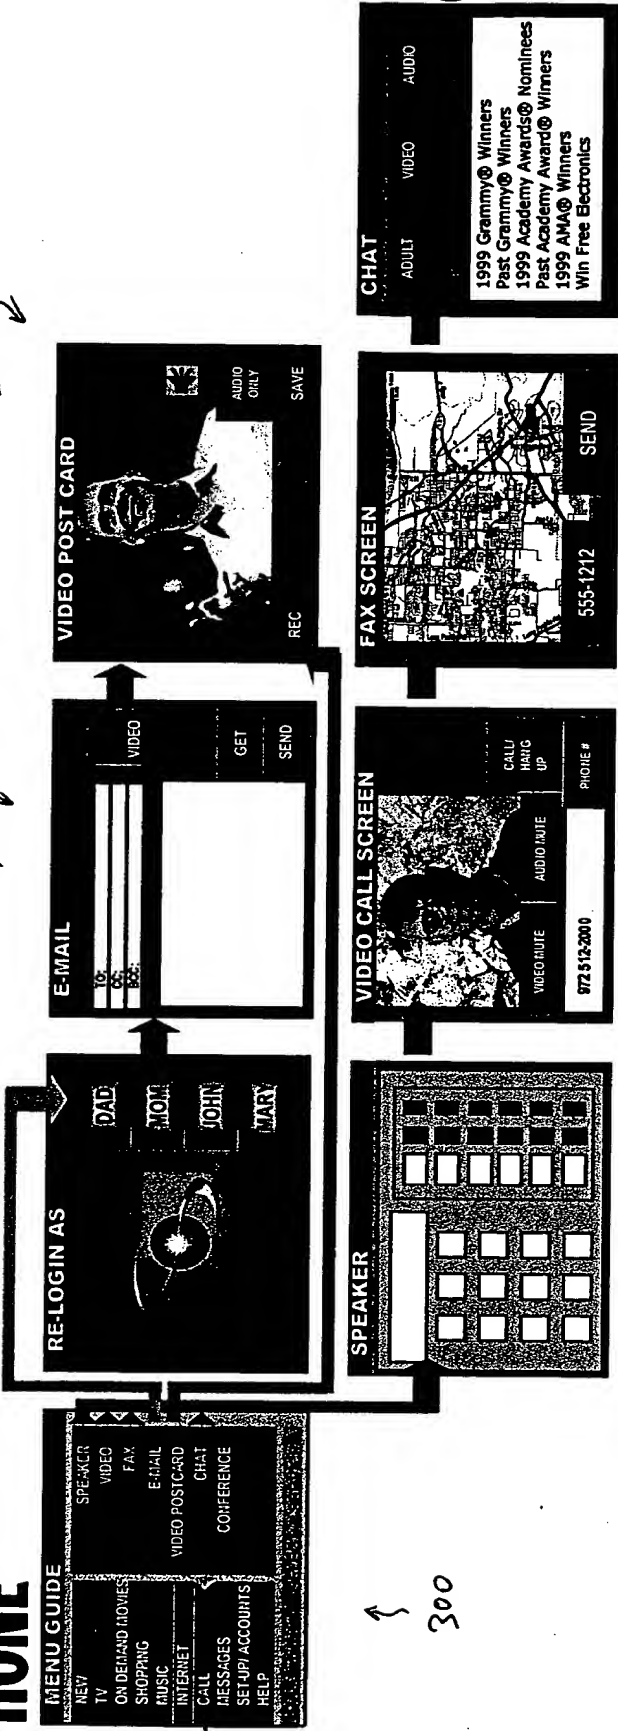 MENU GUIDE
NEW
TV
ON DEMAND MOVIES
SHOPPING
MUSIC
INTERNET
CALL
MESSAGES
SETUP/ ACCOUNTS
HELP
SPEAKER
VIDEO
FAX
E-MAIL
VIDEO POSTCARD
CHAT
CONFERENCE
RE-LOGIN AS
DAD
MOM
JOHN
MARY
E-MAIL
TO:
CC:
BCC:
VIDEO
GET
SEND
VIDEO POST CARD
AUDIO
ONLY
REC
SAVE
SPEAKER
VIDEO CALL SCREEN
VIDEO MUTE
AUDIO MUTE
CALL/
HANG
UP
972 512-2000
PHONE #
FAX SCREEN
555-1212
SEND
CHAT
ADULT
VIDEO
AUDIO
1999 Grammy® Winners
Past Grammy® Winners
1999 Academy Awards® Nominees
Past Academy Award® Winners
1999 AMA® Winners
Win Free Electronics
300